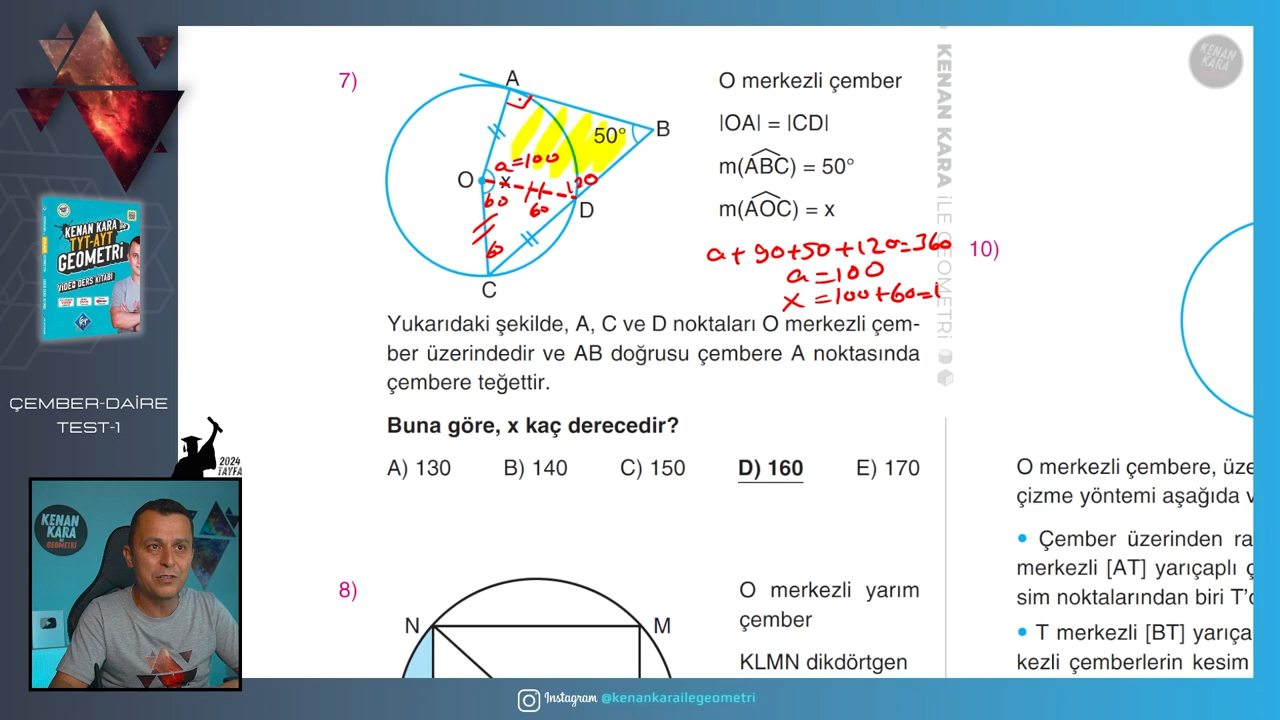 KENAN KARA
TYT-AYT
GEOMETRİ
VİDEO DERS KİTABI
ÇEMBER-DAİRE
TEST-1
2024
TAYFA
KENAN
KARA
GEOMETRİ
7)
A
B
50°
a=100
O
x
60
60
120
D
60
C
O merkezli çember
|OA| = |CD|
m(ABC) = 50°
m(AOC) = x
a + 90+50+120=360
a=100
x =100+60=1
Yukarıdaki şekilde, A, C ve D noktaları O merkezli çem-
ber üzerindedir ve AB doğrusu çembere A noktasında
çembere teğettir.
Buna göre, x kaç derecedir?
A) 130 B) 140 C) 150 D) 160 E) 170
8)
N
M
O merkezli yarım
çember
KLMN dikdörtgen
KENAN KARA İLE GEOMETRİ
KENAN
KARA
10)
O merkezli çembere, üze
çizme yöntemi aşağıda v
• Çember üzerinden ra
merkezli [AT] yarıçaplı ç
sim noktalarından biri T'c
• T merkezli [BT] yarıça
kezli çemberlerin kesim
Instagram @kenankarailegeometri